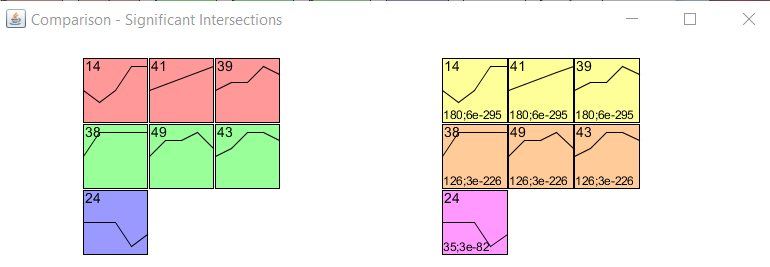 Comparison - Significant Intersections
14 41 39 14 41 39
180;6e-295 180;6e-295 180;6e-295
38 49 43 38 49 43
126;3e-226 126;3e-226 126;3e-226
24 24
35;3e-82